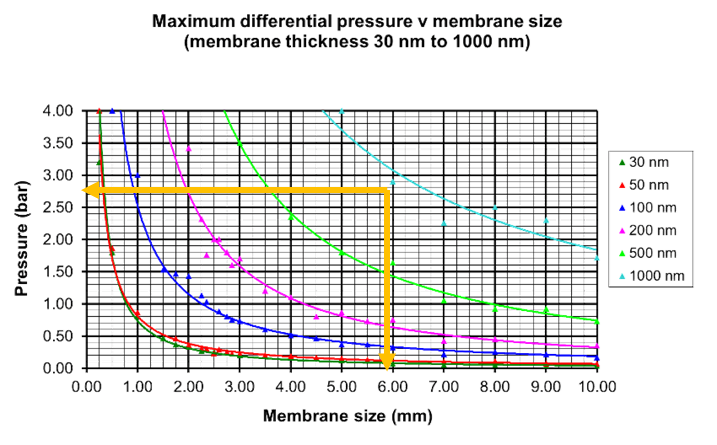 Maximum differential pressure v membrane size
(membrane thickness 30 nm to 1000 nm)
4.00
3.50
3.00
2.50
2.00
1.50
1.00
0.50
0.00
Pressure (bar)
0.00 1.00 2.00 3.00 4.00 5.00 6.00 7.00 8.00 9.00 10.00
Membrane size (mm)
30 nm
50 nm
100 nm
200 nm
500 nm
1000 nm